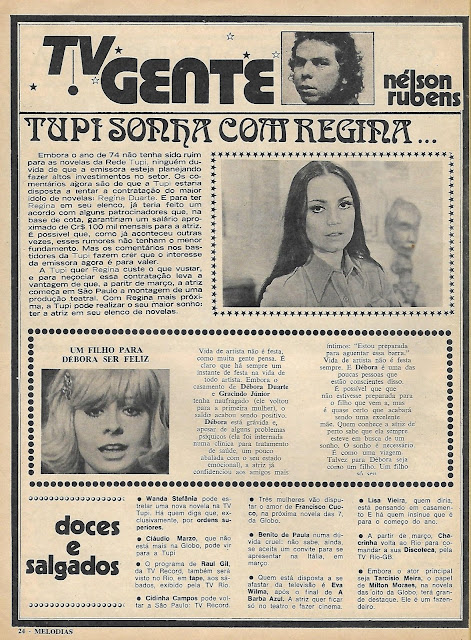 TV GENTE
nélson
rubens
TUPI SONHA COM REGINA ...
Embora o ano de 74 não tenha sido ruim
para as novelas da Rede Tupi, ninguém du-
vida de que a emissora esteja planejando
fazer altos investimentos no setor. Os co-
mentários agora são de que a Tupi estaria
disposta a tentar a contratação do maior
ídolo de novelas: Regina Duarte. E para ter
Regina em seu elenco, já teria feito um
acordo com alguns patrocinadores que, na
base de cota, garantiriam um salário apro-
ximado de Cr$ 100 mil mensais para a atriz.
É possível que, como já aconteceu outras
vezes, esses rumores não tenham o menor
fundamento. Mas os comentários nos bas-
tidores da Tupi fazem crer que o interesse
da emissora agora é para valer.
A Tupi quer Regina custe o que custar,
e para negociar essa contratação leva a
vantagem de que, a partir de março, a atriz
começa em São Paulo a montagem de uma
produção teatral. Com Regina mais próxi-
ma, a Tupi pode realizar o seu maior sonho:
ter a atriz em seu elenco de novelas.
UM FILHO PARA
DÉBORA SER FELIZ
Vida de artista não é festa,
como muita gente pensa. É
claro que há sempre um
instante de festa na vida de
todo artista. Embora o
casamento de Débora Duarte
e Gracindo Júnior
tenha naufragado (ele voltou
para a primeira mulher), o
saldo acabou sendo positivo.
Débora está grávida e,
apesar de alguns problemas
psíquicos (ela foi internada
numa clínica para tratamento
de saúde, um pouco
abalada com o seu estado
emocional), a atriz já
confidenciou aos amigos mais
íntimos: "Estou preparada
para agüentar essa barra."
Vida de artista não é festa
sempre. E Débora é uma das
poucas pessoas que
estão conscientes disso.
É possível que que
não estivesse preparada para
o filho que vem a, mas
é quase certo que acabará
sendo uma excelente
mãe. Quem conhece a atriz de
perto sabe que ela sempre
esteve em busca de um
sonho. O sonho é necessário.
É como uma viagem.
Talvez para Débora seja
como um filho. Um filho
só seu.
doces
e
salgados
● Wanda Stefânia pode es-
trelar uma nova novela na TV
Tupi. Há quem diga que, ex-
clusivamente, por ordens su-
periores.
● Cláudio Marzo, que não
está mais na Globo, pode vir
para a Tupi
● O programa de Raul Gil, da
TV Record, também será
visto no Rio, em tape, aos sá-
bados, exibido pela TV Rio.
● Cidinha Campos pode vol-
tar a São Paulo: TV Record.
● Três mulheres vão dispu-
tar o amor de Francisco Cuo-
co, na próxima novela das 7,
da Globo.
● Benito de Paula numa dú-
vida cruel: não sabe, ainda,
se aceita um convite para se
apresentar na Itália, em
março.
● Quem está disposta a se
afastar da televisão é Eva
Wilma, após o final de A
Barba Azul. A atriz quer ficar
só no teatro e fazer cinema.
● Lisa Vieira, quem diria,
está pensando em casamen-
to. E há quem insinue que é
para o começo do ano.
● A partir de março, Cha-
crinha volta ao Rio para co-
mandar a sua Discoteca, pela
TV Rio-GB.
● Embora o ator principal
seja Tarcísio Meira, o papel
de Milton Moraes, na novela
das oito da Globo, terá gran-
de destaque. Ele é um fazen-
deiro.
24 - MELODIAS